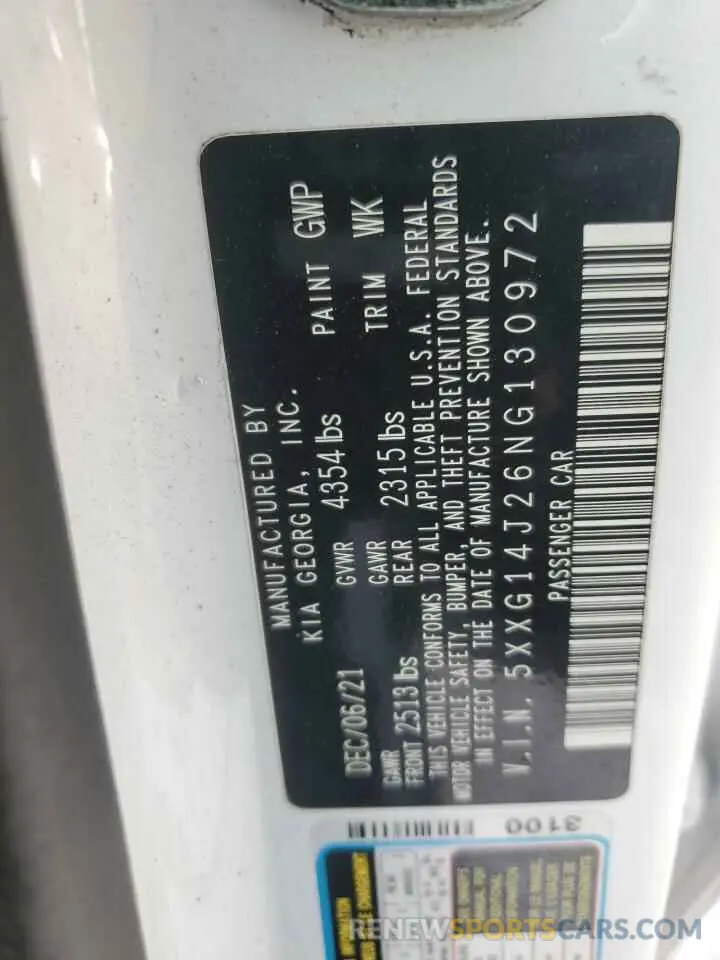 MANUFACTURED BY
KIA GEORGIA, INC.
DEC/06/21 GVWR 4354 lbs PAINT GWP
GAWR GAWR
FRONT 2513 lbs REAR 2315 lbs TRIM WK
THIS VEHICLE CONFORMS TO ALL APPLICABLE U.S.A. FEDERAL
MOTOR VEHICLE SAFETY, BUMPER, AND THEFT PREVENTION STANDARDS
IN EFFECT ON THE DATE OF MANUFACTURE SHOWN ABOVE.
V.I.N. 5XXG14J26NG130972
PASSENGER CAR
3100
RENEWSUSEDCARS.COM